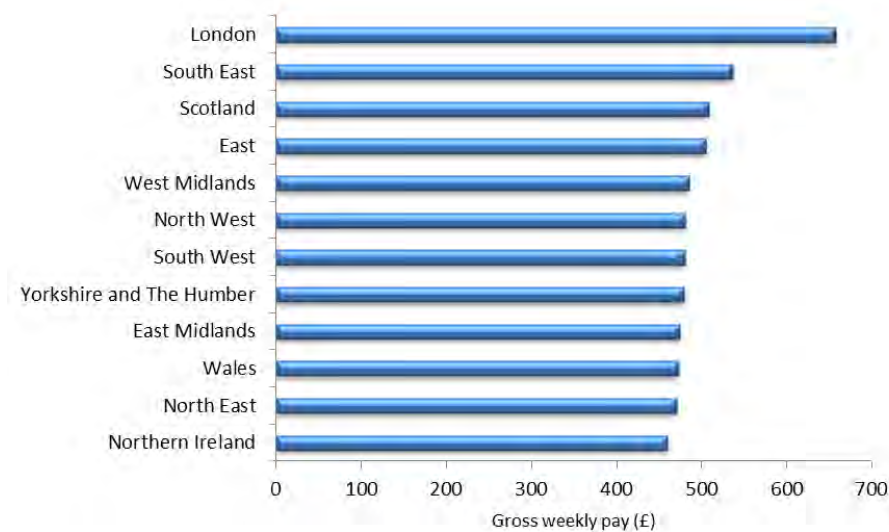 London
South East
Scotland
East
West Midlands
North West
South West
Yorkshire and The Humber
East Midlands
Wales
North East
Northern Ireland
0 100 200 300 400 500 600 700
Gross weekly pay (£)